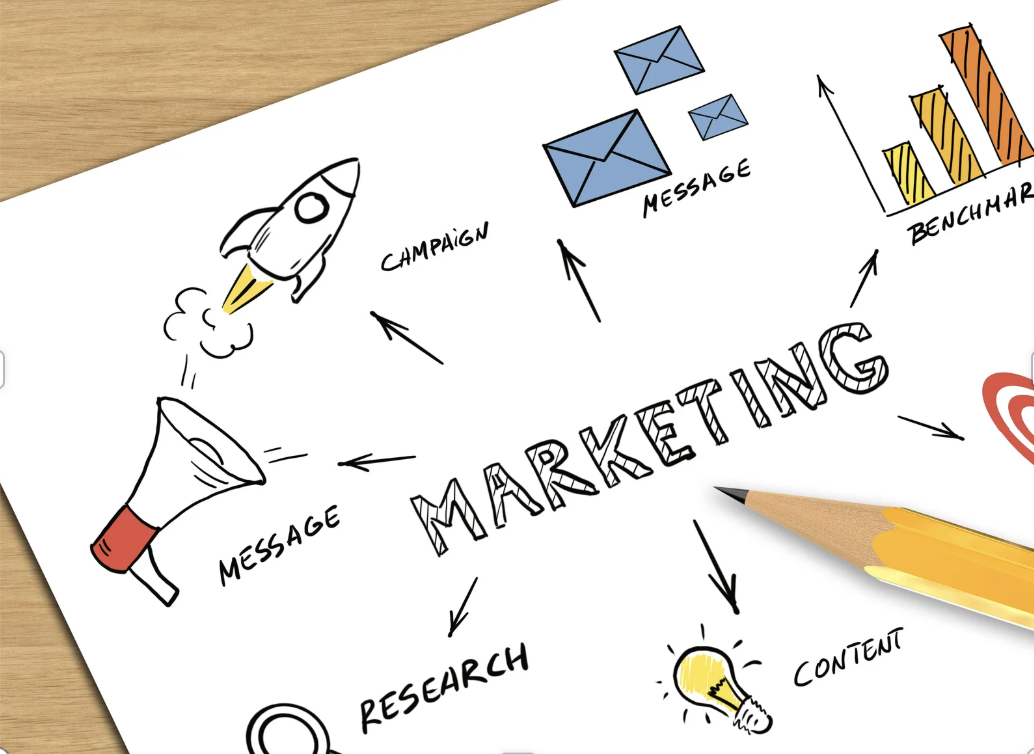 MESSAGE
BENCHMAR
CAMPAiGN
MARKETING
MESSAGE
CONTENT
RESEARCH